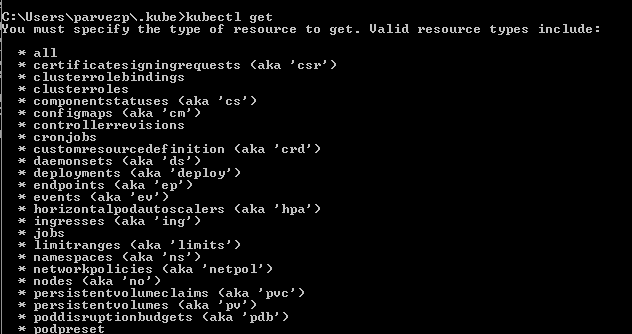 C:\Users\parvezp\.kube>kubectl get
You must specify the type of resource to get. Valid resource types include:
* all
* certificatesigningrequests (aka 'csr')
* clusterrolebindings
* clusterroles
* componentstatuses (aka 'cs')
* configmaps (aka 'cm')
* controllerrevisions
* cronjobs
* customresourcedefinition (aka 'crd')
* daemonsets (aka 'ds')
* deployments (aka 'deploy')
* endpoints (aka 'ep')
* events (aka 'ev')
* horizontalpodautoscalers (aka 'hpa')
* ingresses (aka 'ing')
* jobs
* limitranges (aka 'limits')
* namespaces (aka 'ns')
* networkpolicies (aka 'netpol')
* nodes (aka 'no')
* persistentvolumeclaims (aka 'pvc')
* persistentvolumes (aka 'pv')
* poddisruptionbudgets (aka 'pdb')
* podpreset